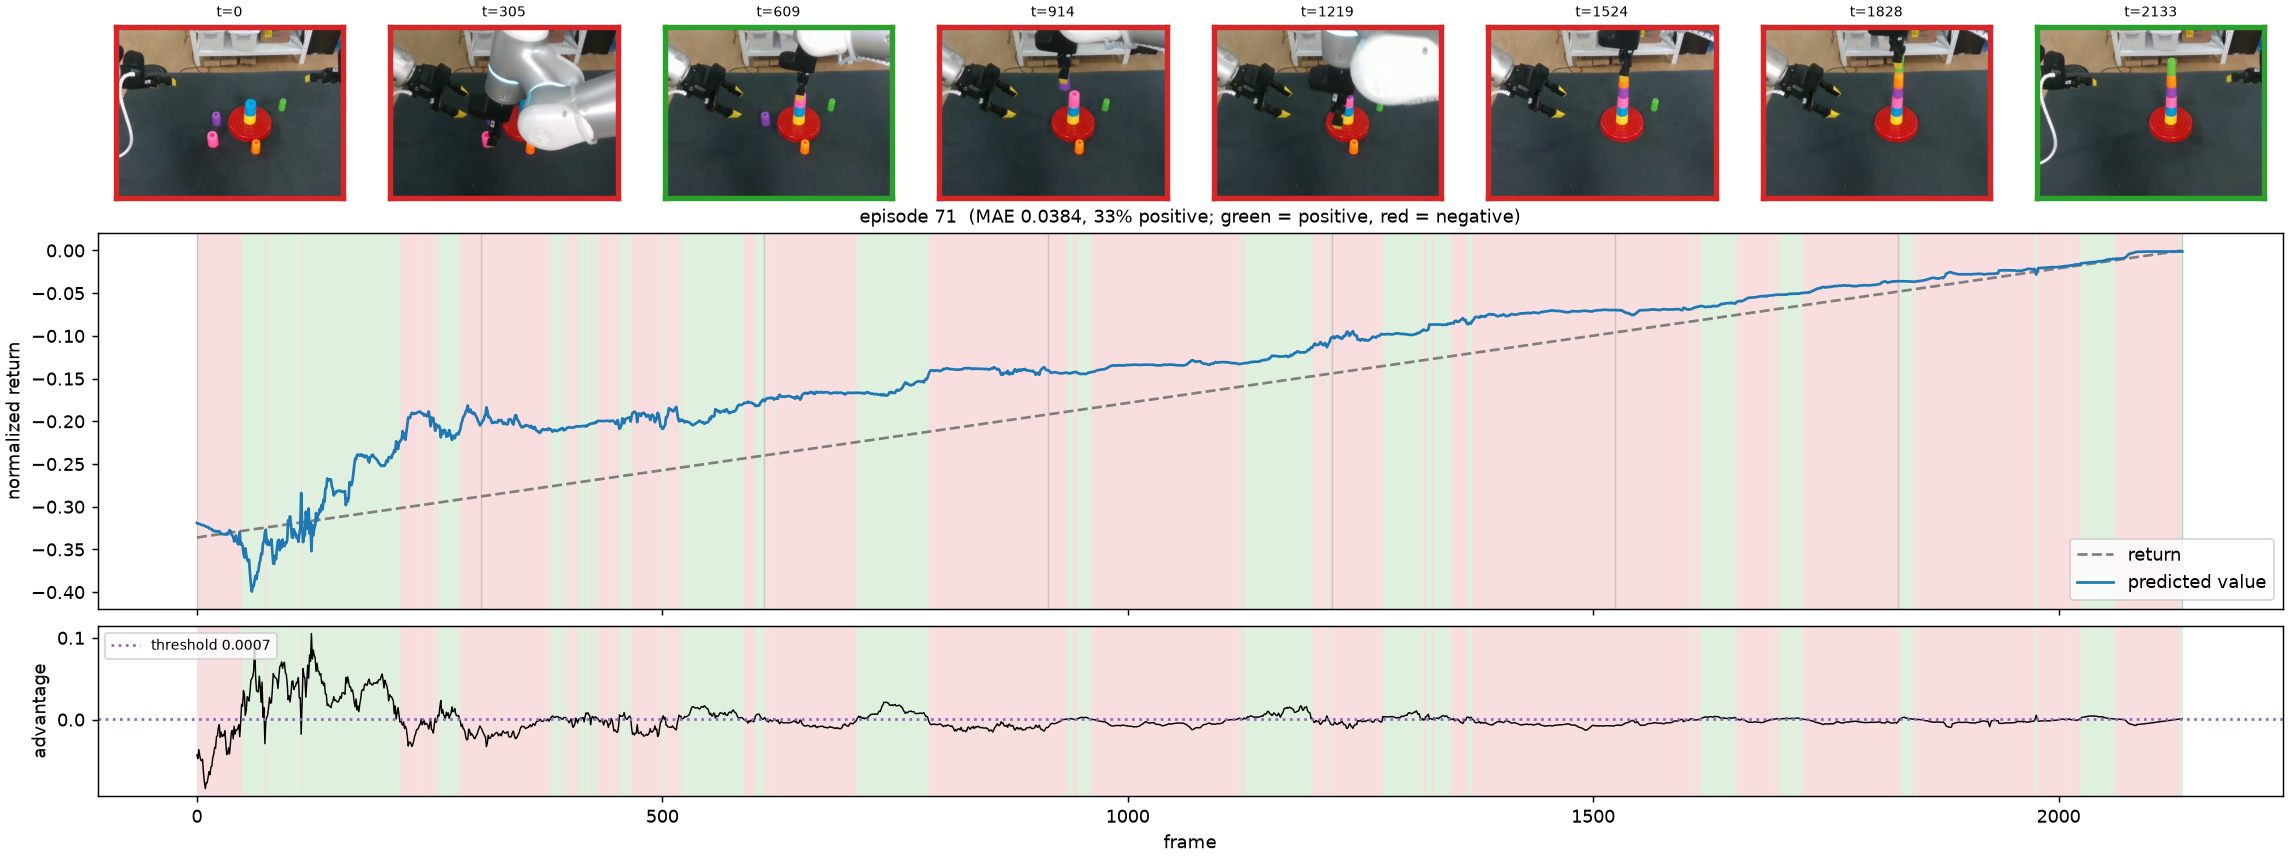 t=0 t=305 t=609 t=914 t=1219 t=1524 t=1828 t=2133
episode 71 (MAE 0.0384, 33% positive; green = positive, red = negative)
normalized return
0.00
−0.05
−0.10
−0.15
−0.20
−0.25
−0.30
−0.35
−0.40
return
predicted value
advantage
0.1
0.0
threshold 0.0007
0 500 1000 1500 2000
frame